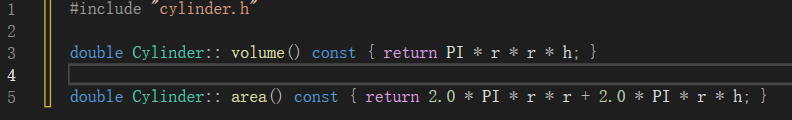 1 #include "cylinder.h"
2
3 double Cylinder:: volume() const { return PI * r * r * h; }
4
5 double Cylinder:: area() const { return 2.0 * PI * r * r + 2.0 * PI * r * h; }